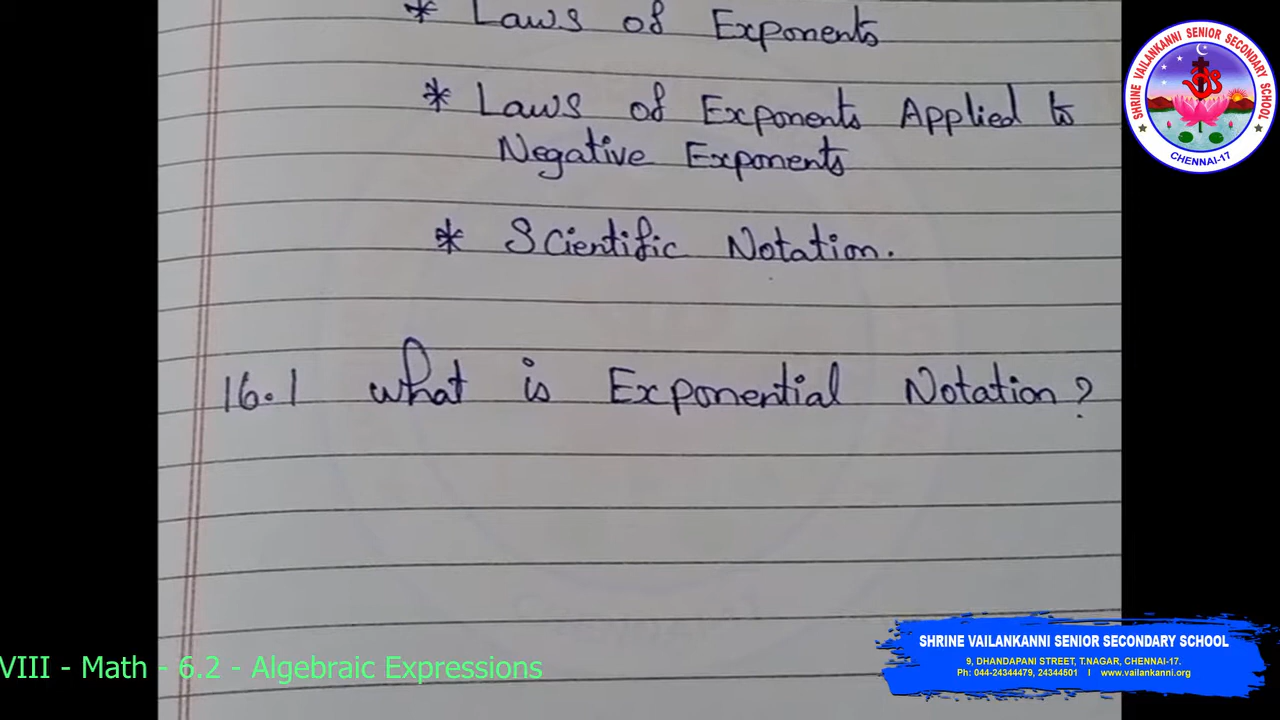 * Laws of Exponents
* Laws of Exponents Applied to
Negative Exponents
* Scientific Notation.
16.1 What is Exponential Notation?
SHRINE VAILANKANNI SENIOR SECONDARY SCHOOL
CHENNAI-17
VIII - Math - 6.2 - Algebraic Expressions
SHRINE VAILANKANNI SENIOR SECONDARY SCHOOL
9, DHANDAPANI STREET, T.NAGAR, CHENNAI-17.
Ph: 044-24344479, 24344501 I www.vailankanni.org